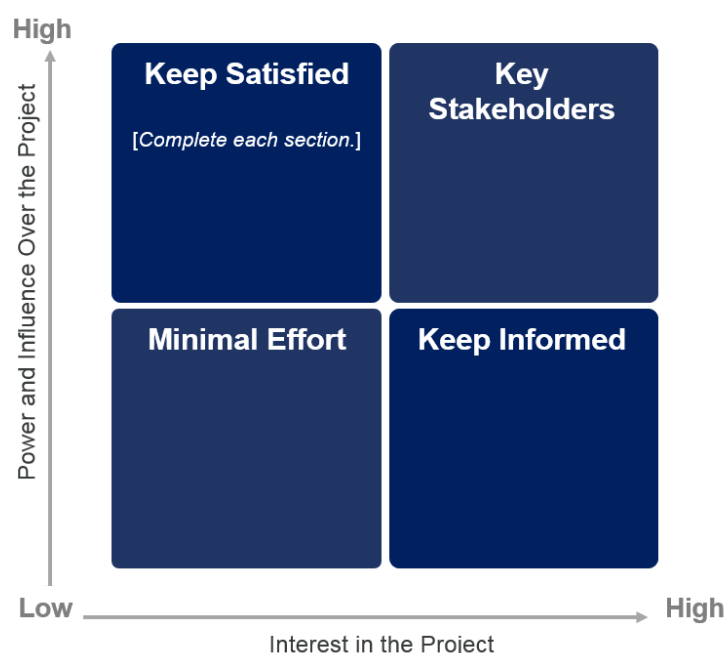 High
Power and Influence Over the Project
Keep Satisfied
[Complete each section.]
Key
Stakeholders
Minimal Effort
Keep Informed
Low
High
Interest in the Project